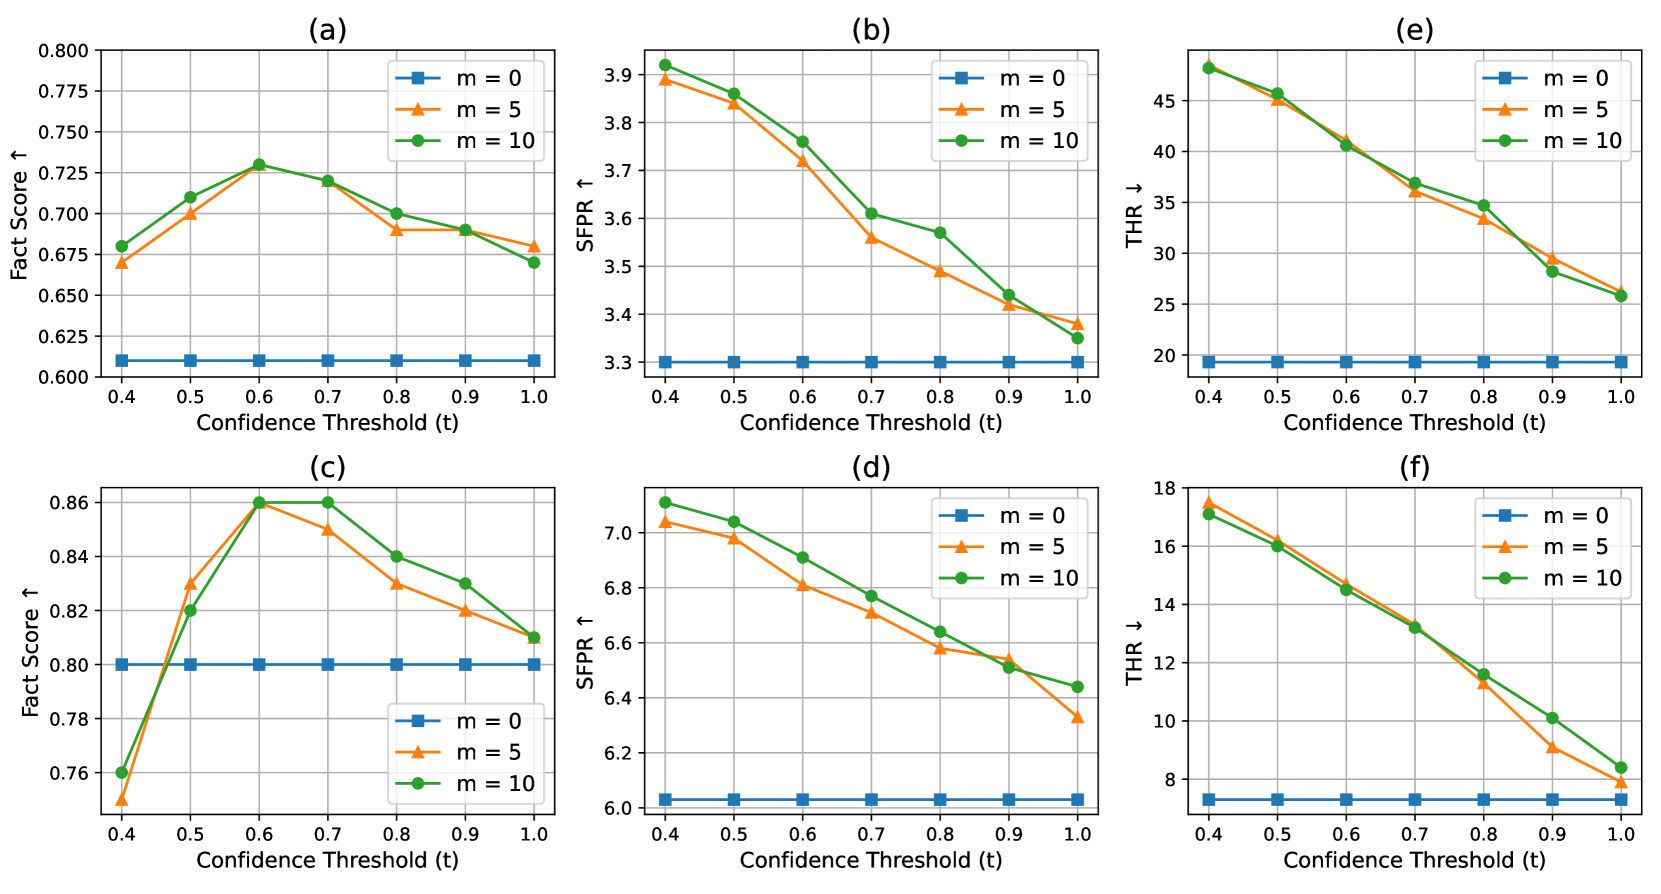 (a)
0.800
0.775
0.750
0.725
0.700
0.675
0.650
0.625
0.600
Fact Score ↑
m = 0
m = 5
m = 10
0.4 0.5 0.6 0.7 0.8 0.9 1.0
Confidence Threshold (t)
(b)
3.9
3.8
3.7
3.6
3.5
3.4
3.3
SFPR ↑
m = 0
m = 5
m = 10
0.4 0.5 0.6 0.7 0.8 0.9 1.0
Confidence Threshold (t)
(e)
45
40
35
30
25
20
THR ↓
m = 0
m = 5
m = 10
0.4 0.5 0.6 0.7 0.8 0.9 1.0
Confidence Threshold (t)
(c)
0.86
0.84
0.82
0.80
0.78
0.76
Fact Score ↑
m = 0
m = 5
m = 10
0.4 0.5 0.6 0.7 0.8 0.9 1.0
Confidence Threshold (t)
(d)
7.0
6.8
6.6
6.4
6.2
6.0
SFPR ↑
m = 0
m = 5
m = 10
0.4 0.5 0.6 0.7 0.8 0.9 1.0
Confidence Threshold (t)
(f)
18
16
14
12
10
8
THR ↓
m = 0
m = 5
m = 10
0.4 0.5 0.6 0.7 0.8 0.9 1.0
Confidence Threshold (t)